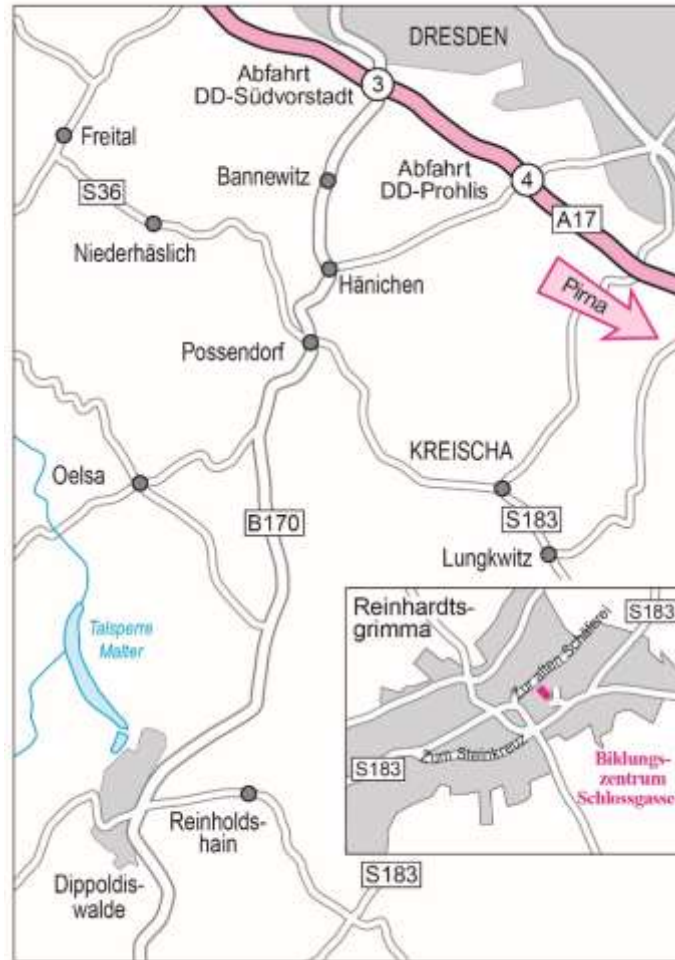 DRESDEN
Abfahrt
DD-Südvorstadt
3
Freital
Bannewitz
Abfahrt
DD-Prohlis
4
S36
A17
Niederhäslich
Hänichen
Pirna
Possendorf
KREISCHA
Oelsa
B170
S183
Lungkwitz
Reinhardts-
grimma
S183
Zur alten Schäferei
Talsperre
Malter
Zum Steinkreuz
S183
Biklungs-
zentrum
Schlossgasse
Reinholds-
hain
S183
Dippoldis-
walde